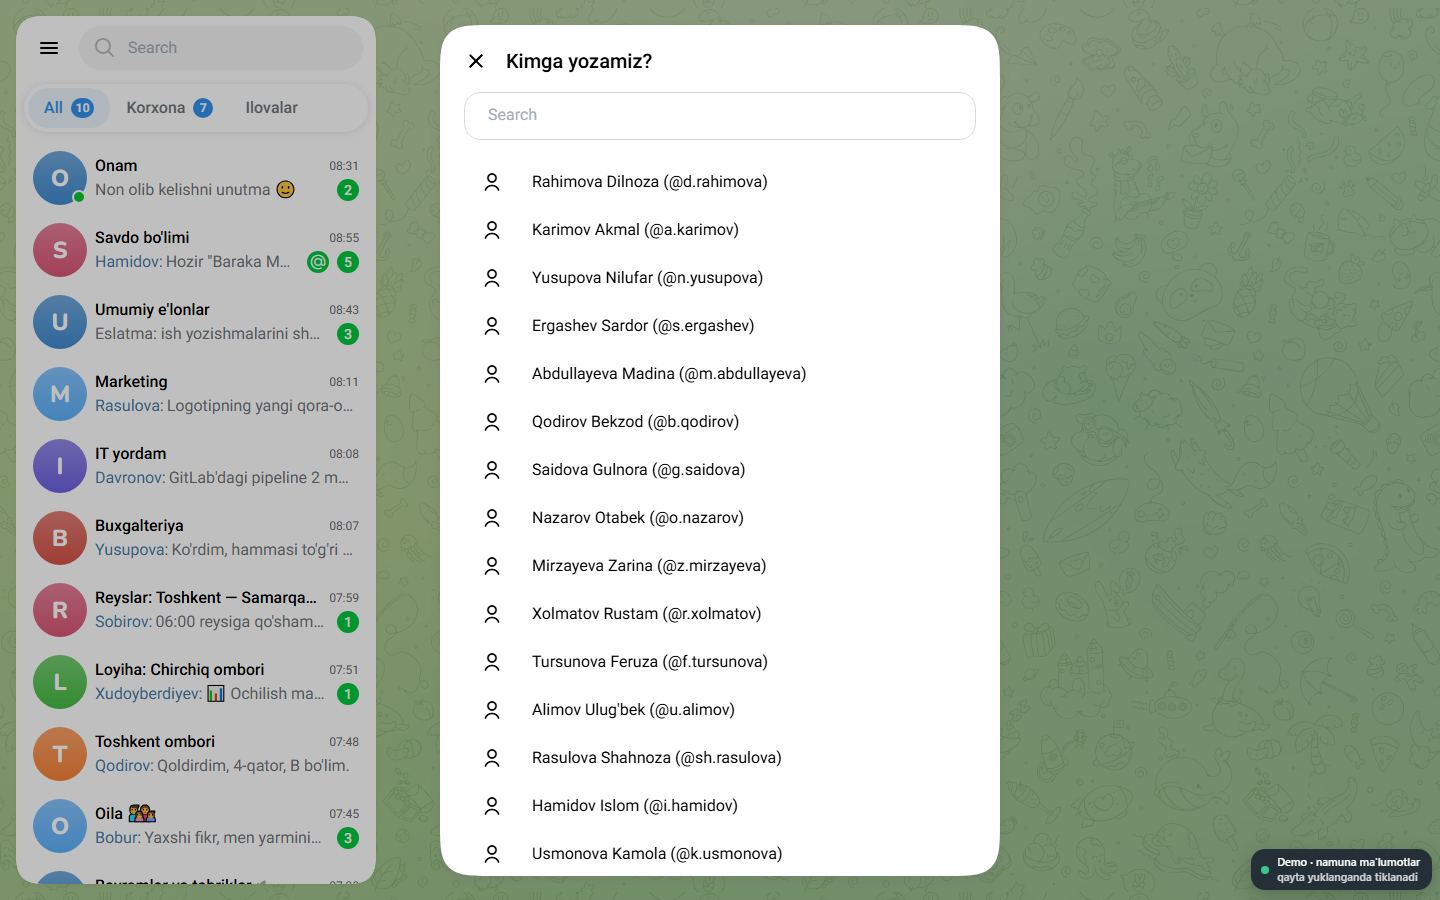 Search
All 10 Korxona 7 Ilovalar
Onam 08:31
Non olib kelishni unutma 🙂 2
Savdo bo'limi 08:55
Hamidov: Hozir "Baraka M... @ 5
Umumiy e'lonlar 08:43
Eslatma: ish yozishmalarini sh... 3
Marketing 08:11
Rasulova: Logotipning yangi qora-o...
IT yordam 08:08
Davronov: GitLab'dagi pipeline 2 m...
Buxgalteriya 08:07
Yusupova: Ko'rdim, hammasi to'g'ri ...
Reyslar: Toshkent — Samarqa... 07:59
Sobirov: 06:00 reysiga qo'sham... 1
Loyiha: Chirchiq ombori 07:51
Xudoyberdiyev: 📊 Ochilish ma... 1
Toshkent ombori 07:48
Qodirov: Qoldirdim, 4-qator, B bo'lim.
Oila 👨‍👩‍👧‍👦 07:45
Bobur: Yaxshi fikr, men yarmini... 3
O
S
U
M
I
B
R
L
T
O
Kimga yozamiz?
Search
Rahimova Dilnoza (@d.rahimova)
Karimov Akmal (@a.karimov)
Yusupova Nilufar (@n.yusupova)
Ergashev Sardor (@s.ergashev)
Abdullayeva Madina (@m.abdullayeva)
Qodirov Bekzod (@b.qodirov)
Saidova Gulnora (@g.saidova)
Nazarov Otabek (@o.nazarov)
Mirzayeva Zarina (@z.mirzayeva)
Xolmatov Rustam (@r.xolmatov)
Tursunova Feruza (@f.tursunova)
Alimov Ulug'bek (@u.alimov)
Rasulova Shahnoza (@sh.rasulova)
Hamidov Islom (@i.hamidov)
Usmonova Kamola (@k.usmonova)
Demo · namuna ma'lumotlar
qayta yuklanganda tiklanadi